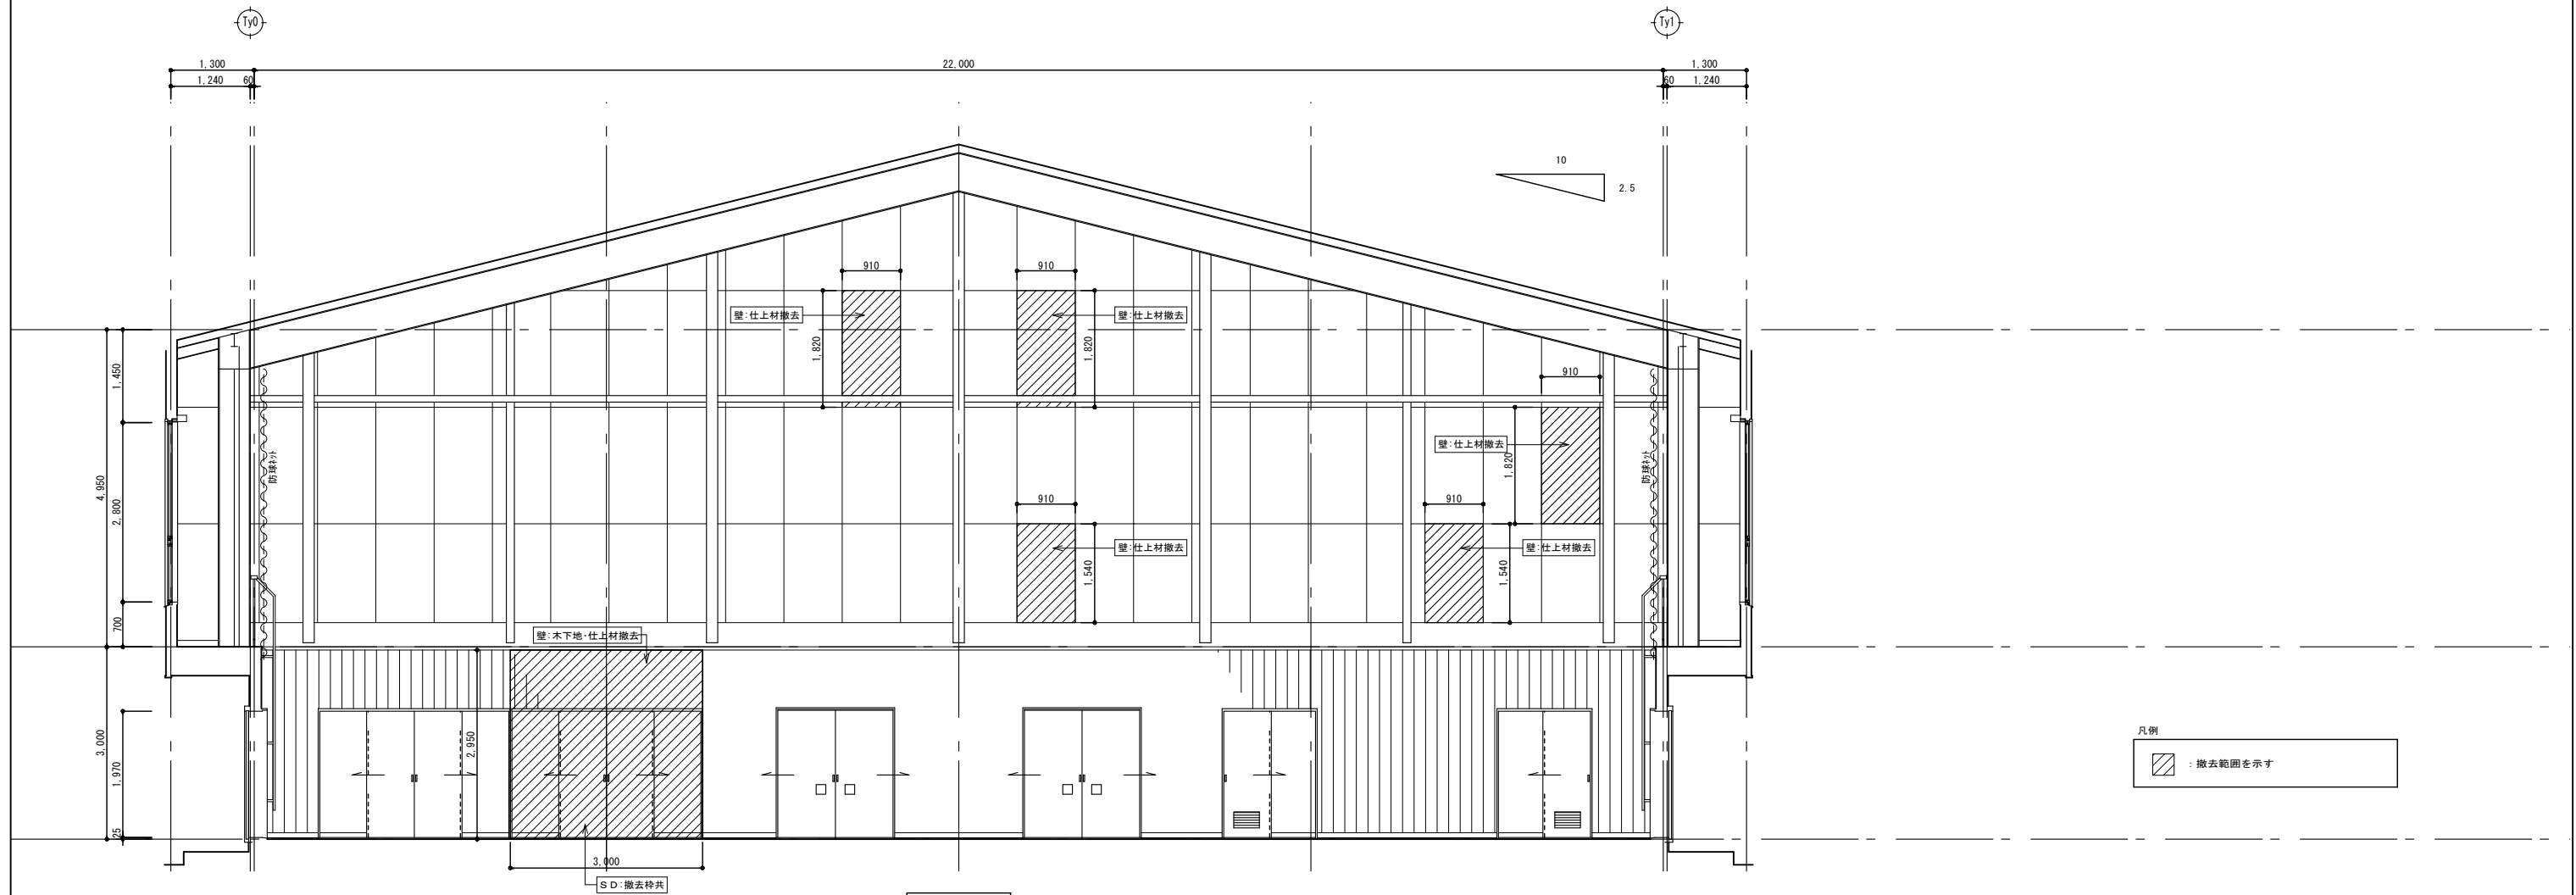 Ty0
Ty1
1,300
22,000
1,300
1,240
60
60
1,240
10
2.5
910
910
壁:仕上材撤去
壁:仕上材撤去
1,820
1,820
910
1,450
壁:仕上材撤去
1,820
防球ネット
防球ネット
4,950
2,800
910
910
壁:仕上材撤去
壁:仕上材撤去
1,540
1,540
700
壁:木下地・仕上材撤去
3,000
2,950
1,970
25
凡例
:撤去範囲を示す
3,000
SD:撤去枠共